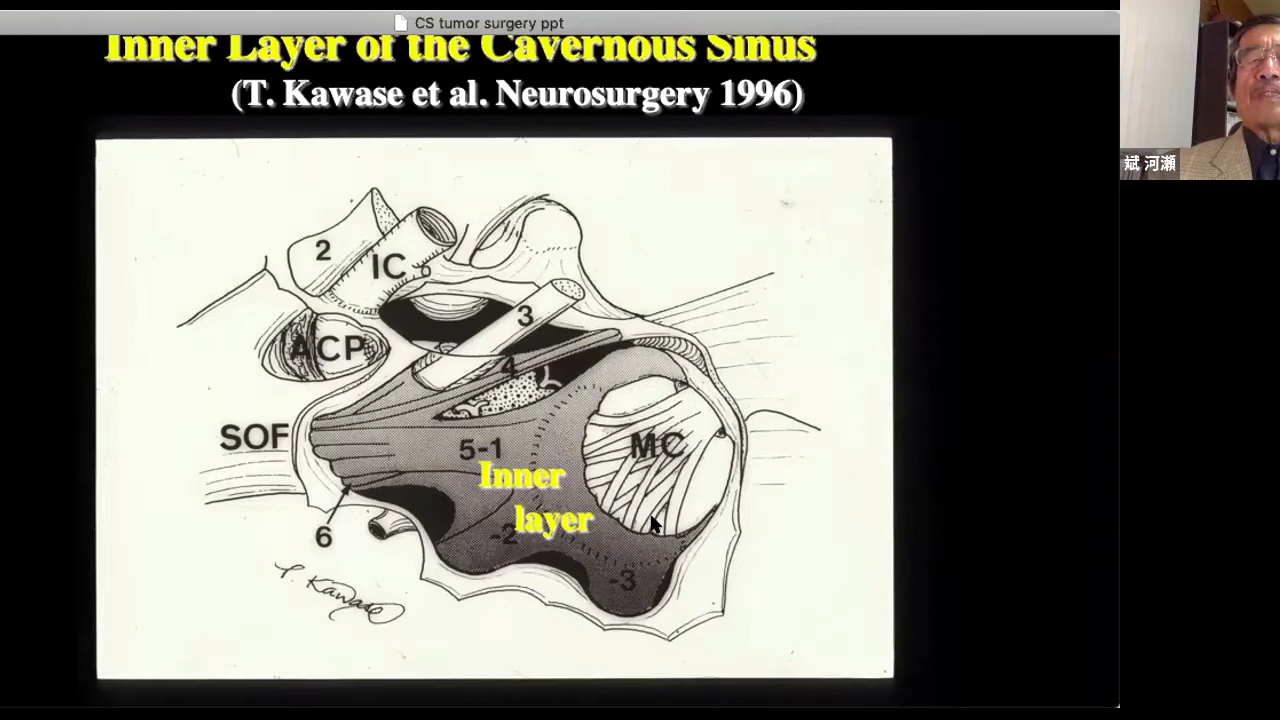 CS tumor surgery ppt
Inner Layer of the Cavernous Sinus
(T. Kawase et al. Neurosurgery 1996)
斌 河瀬
2
IC
3
ACP
4
SOF
5-1
MC
Inner
layer
-2
6
-3
T. Kawase